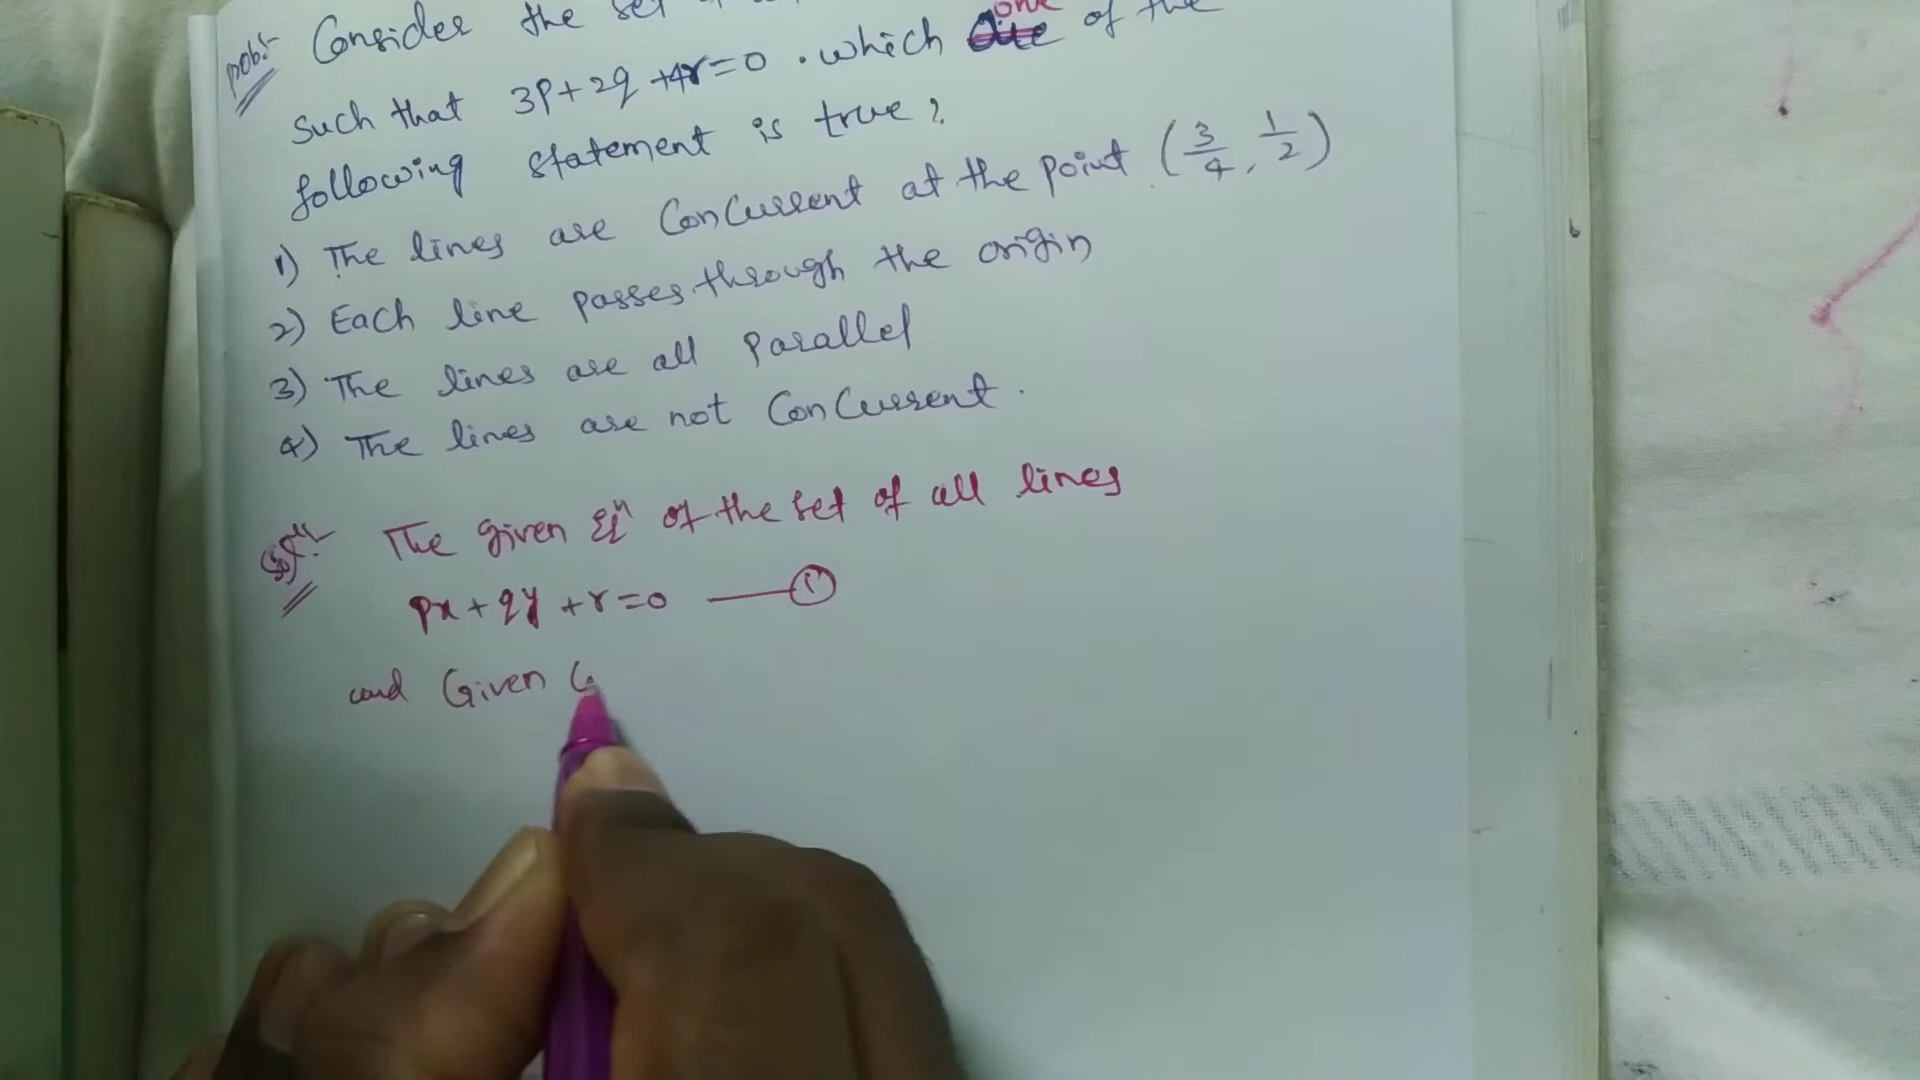 prob:- Consider the set
Such that 3p+2q+4r=0 . which one of the
following statement is true?
1) The lines are Concurrent at the point (3/4, 1/2)
2) Each line passes through the origin
3) The lines are all parallel
4) The lines are not Concurrent.
Sol:- The given Eqn of the set of all lines
px + qy + r = 0 —— 1
and Given